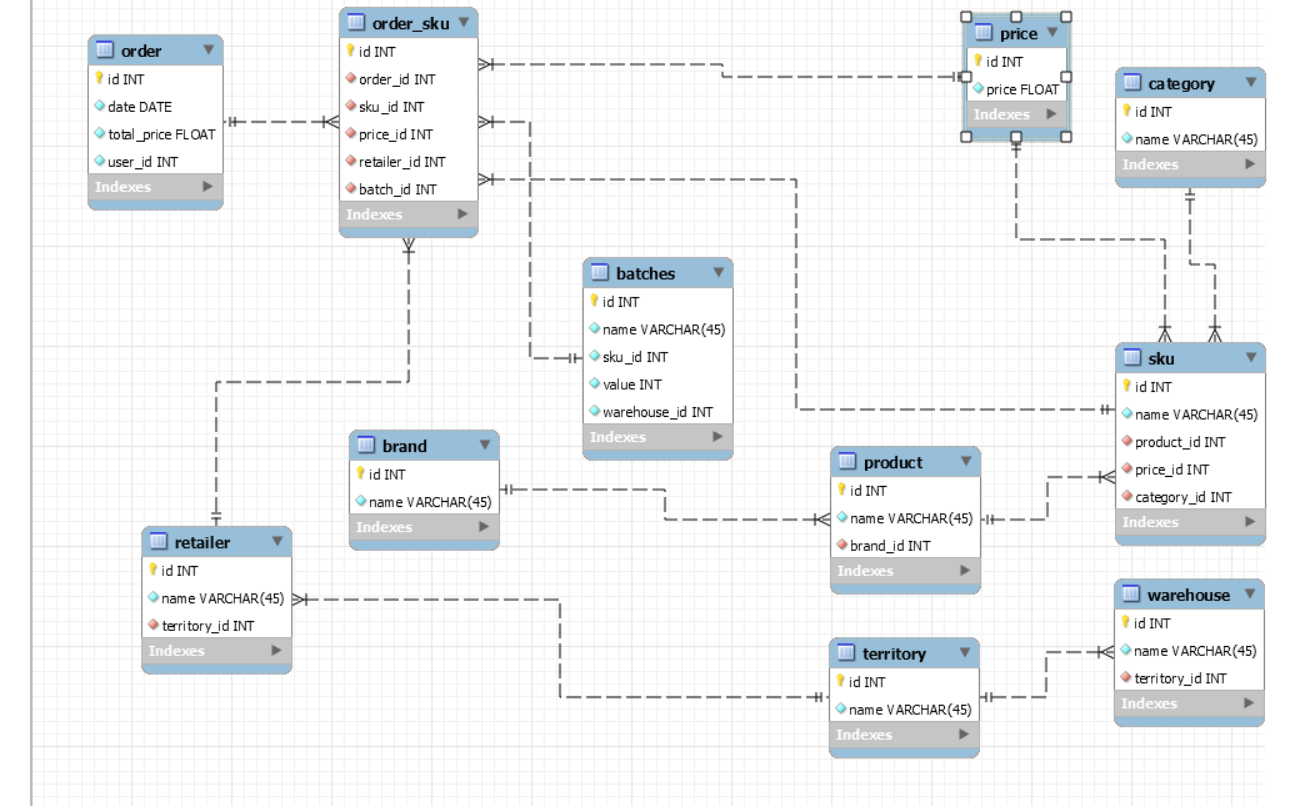 order
id INT
date DATE
total_price FLOAT
user_id INT
Indexes
order_sku
id INT
order_id INT
sku_id INT
price_id INT
retailer_id INT
batch_id INT
Indexes
price
id INT
price FLOAT
Indexes
category
id INT
name VARCHAR(45)
Indexes
batches
id INT
name VARCHAR(45)
sku_id INT
value INT
warehouse_id INT
Indexes
sku
id INT
name VARCHAR(45)
product_id INT
price_id INT
category_id INT
Indexes
brand
id INT
name VARCHAR(45)
Indexes
product
id INT
name VARCHAR(45)
brand_id INT
Indexes
retailer
id INT
name VARCHAR(45)
territory_id INT
Indexes
territory
id INT
name VARCHAR(45)
Indexes
warehouse
id INT
name VARCHAR(45)
territory_id INT
Indexes